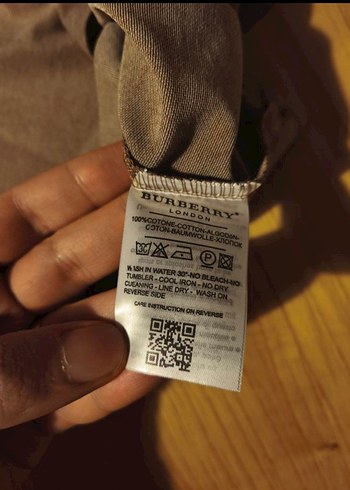 BURBERRY
LONDON
100%COTONE-COTTON-ALGODON-
COTON-BAUMWOLLE-ХЛОПОК
30 P
WASH IN WATER 30°-NO BLEACH-NO
TUMBLER - COOL IRON - NO DRY
CLEANING - LINE DRY - WASH ON
REVERSE SIDE
CARE INSTRUCTION ON REVERSE